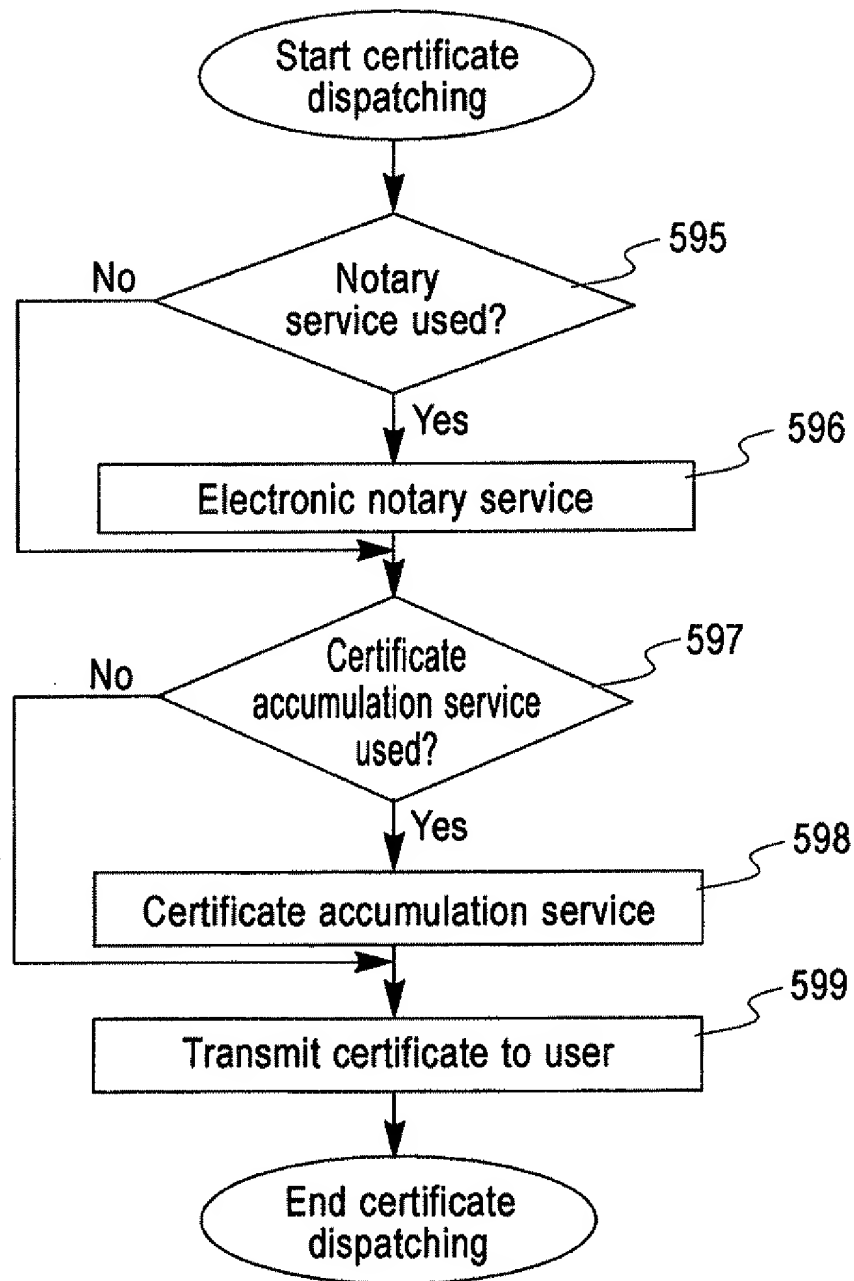 Start certificate
dispatching
595
No
Notary
service used?
Yes
596
Electronic notary service
597
No
Certificate
accumulation service
used?
Yes
598
Certificate accumulation service
599
Transmit certificate to user
End certificate
dispatching